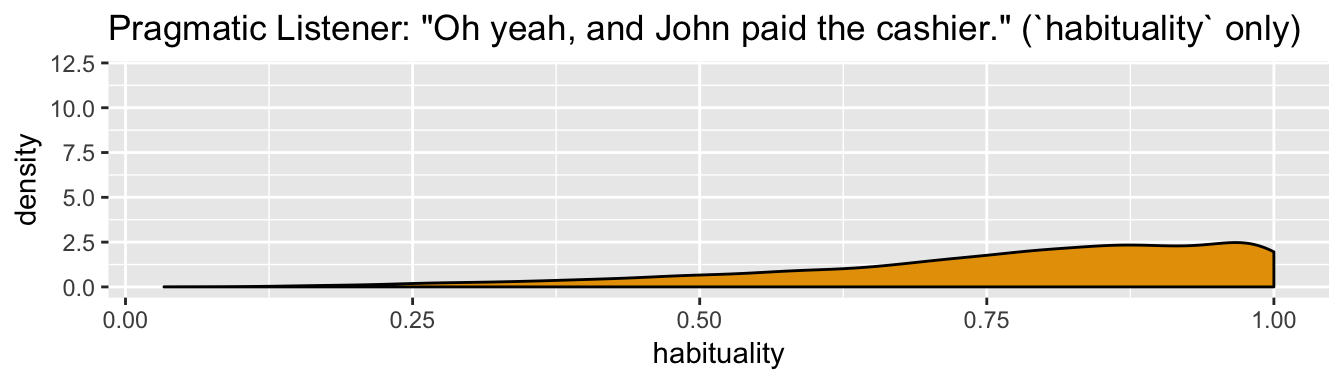 Pragmatic Listener: "Oh yeah, and John paid the cashier." (`habituality` only)
12.5
10.0
7.5
5.0
2.5
0.0
density
0.00 0.25 0.50 0.75 1.00
habituality